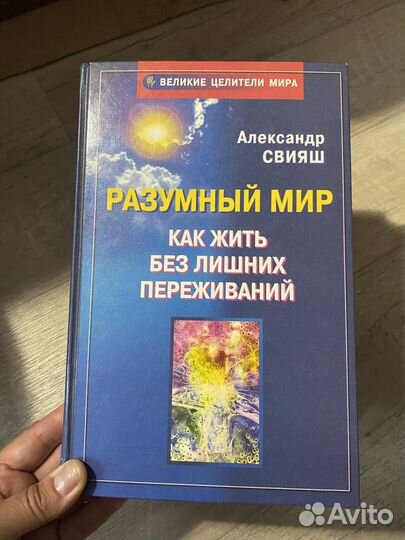 ВЕЛИКИЕ ЦЕЛИТЕЛИ МИРА
Александр
СВИЯШ
РАЗУМНЫЙ МИР
КАК ЖИТЬ
БЕЗ ЛИШНИХ
ПЕРЕЖИВАНИЙ
Avito